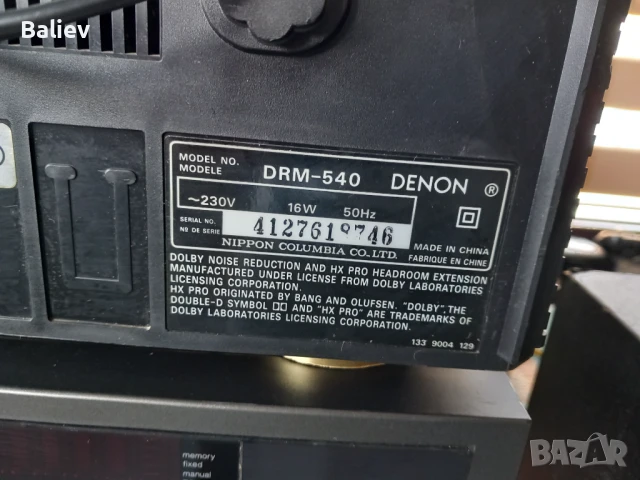 Baliev
MODEL NO.
MODELE
DRM-540 DENON ®
~230V 16W 50Hz
SERIAL NO.
NO DE SERIE
NIPPON COLUMBIA CO.,LTD.
MADE IN CHINA
FABRIQUE EN CHINE
DOLBY NOISE REDUCTION AND HX PRO HEADROOM EXTENSION
MANUFACTURED UNDER LICENSE FROM DOLBY LABORATORIES
LICENSING CORPORATION.
HX PRO ORIGINATED BY BANG AND OLUFSEN. "DOLBY", THE
DOUBLE-D SYMBOL AND "HX PRO" ARE TRADEMARKS OF
DOLBY LABORATORIES LICENSING CORPORATION.
133 9004 129
memory
fixed
manual
BAZAR